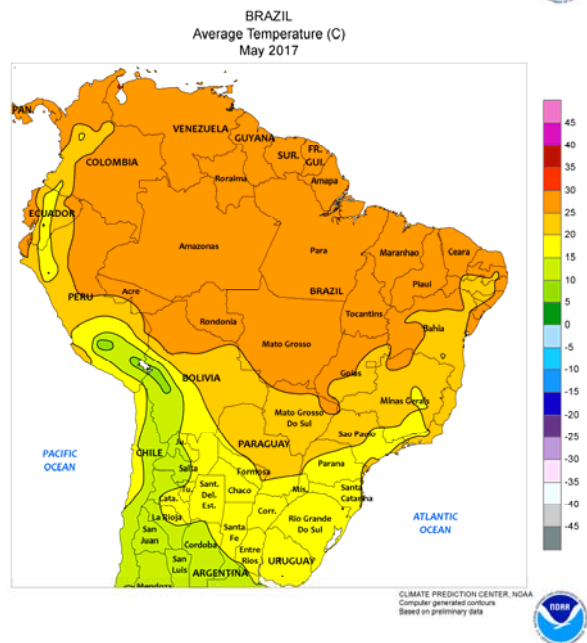 BRAZIL
Average Temperature (C)
May 2017
PAN.
VENEZUELA
GUYANA
SUR.
FR.
GUI.
COLOMBIA
Roraima
Amapa
ECUADOR
Amazonas
Para
Maranhao
Ceara
PERU
Acre
BRAZIL
Piaui
Tocantins
Rondonia
Mato Grosso
Bahia
BOLIVIA
Goias
Minas Gerais
Mato Grosso
Do Sul
Sao Paulo
PARAGUAY
PACIFIC
OCEAN
CHILE
Ju.
Salta
Formosa
Parana
Tu.
Sant.
Del.
Est.
Chaco
Mis.
Santa
Catarina
Cata.
Corr.
La Rioja
Rio Grande
Do Sul
ATLANTIC
OCEAN
San
Juan
Santa
Fe
Cordoba
Entre
Rios
URUGUAY
San
Luis
ARGENTINA
Mendoza
45
40
35
30
25
20
15
10
5
0
-5
-10
-15
-20
-25
-30
-35
-40
-45
CLIMATE PREDICTION CENTER, NOAA
Computer generated contours
Based on preliminary data
NOAA